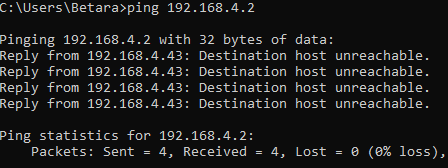 C:\Users\Betara>ping 192.168.4.2
Pinging 192.168.4.2 with 32 bytes of data:
Reply from 192.168.4.43: Destination host unreachable.
Reply from 192.168.4.43: Destination host unreachable.
Reply from 192.168.4.43: Destination host unreachable.
Reply from 192.168.4.43: Destination host unreachable.
Ping statistics for 192.168.4.2:
Packets: Sent = 4, Received = 4, Lost = 0 (0% loss),